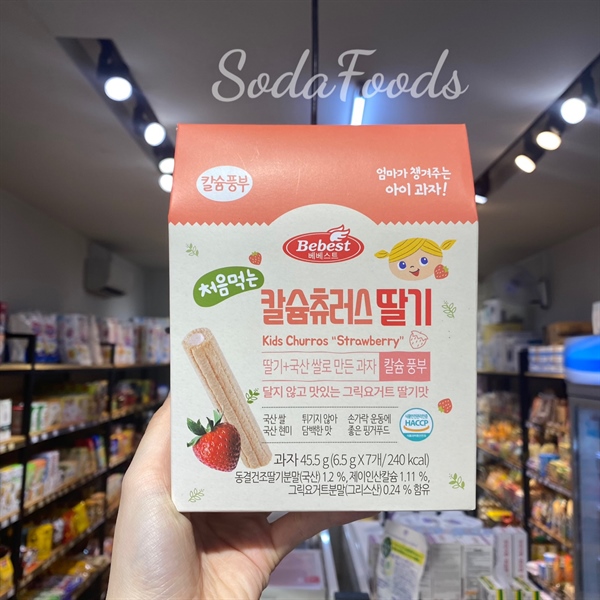 SodaFoods
칼슘풍부
엄마가 챙겨주는
아이 과자!
Bebest
베베스트
처음먹는
칼슘츄러스 딸기
Kids Churros "Strawberry"
딸기+국산 쌀로 만든 과자 칼슘 풍부
달지 않고 맛있는 그릭요거트 딸기맛
국산 쌀
국산 현미
튀기지 않아
담백한 맛
손가락 운동에
좋은 핑거푸드
HACCP
과자 45.5 g (6.5 g X 7개/ 240 kcal)
동결건조딸기분말(국산) 1.2 %, 제이인산칼슘 1.11 %,
그릭요거트분말(그리스산) 0.24 % 함유